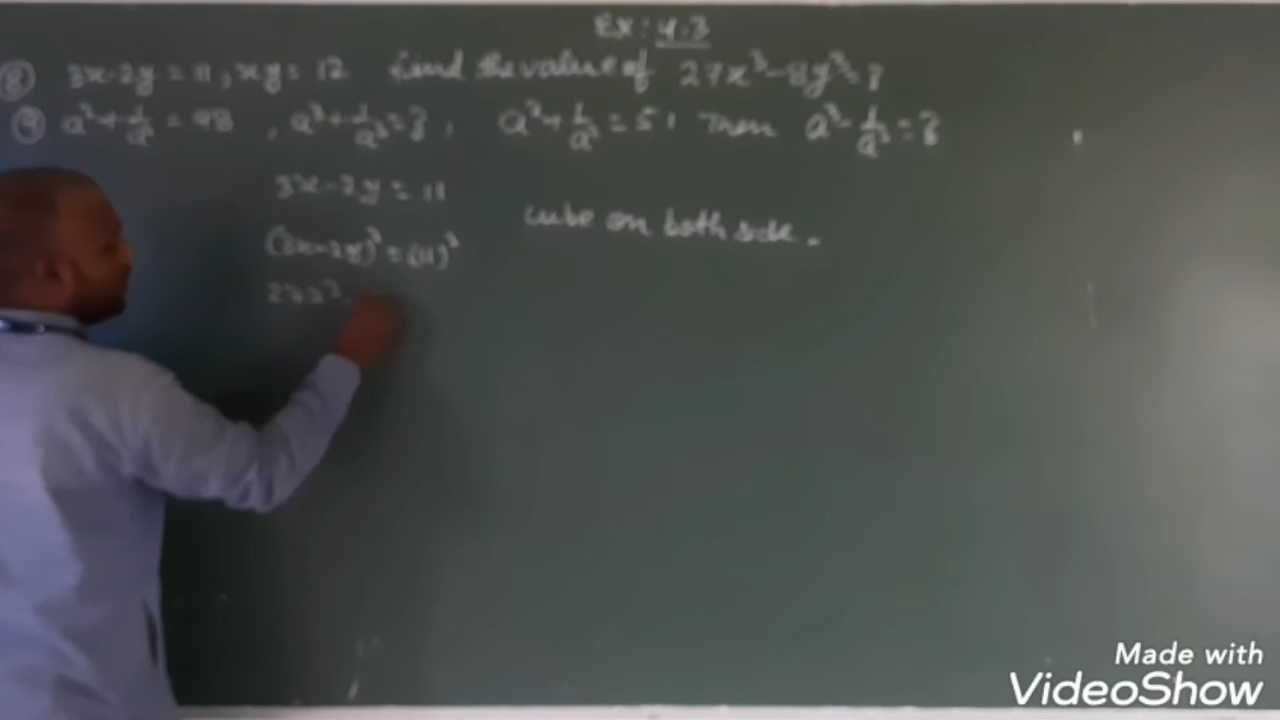 Ex: 4.3
⑧ 3x-2y = 11, xy = 12 find the value of 27x³-8y³=?
⑨ a²+1/a² = 98, a³+1/a³=?, a²+1/a²=51 Then a³-1/a³=?
3x-2y = 11
cube on both side.
(3x-2y)³=(11)³
27x³-
Made with
VideoShow